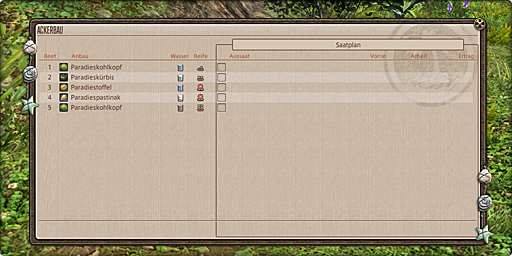 ACKERBAU
Saatplan
Beet Anbau Wasser Reife Aussaat Vorrat Arbeit Ertrag
1 Paradieskohlkopf
2 Paradieskürbis
3 Paradiestoffel
4 Paradiespastinak
5 Paradieskohlkopf